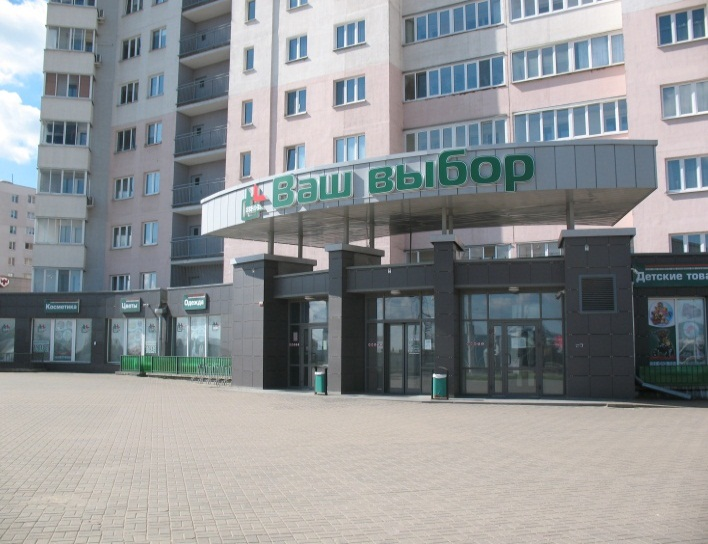 Ваш выбор
Косметика
Цветы
Одежда
Детские това